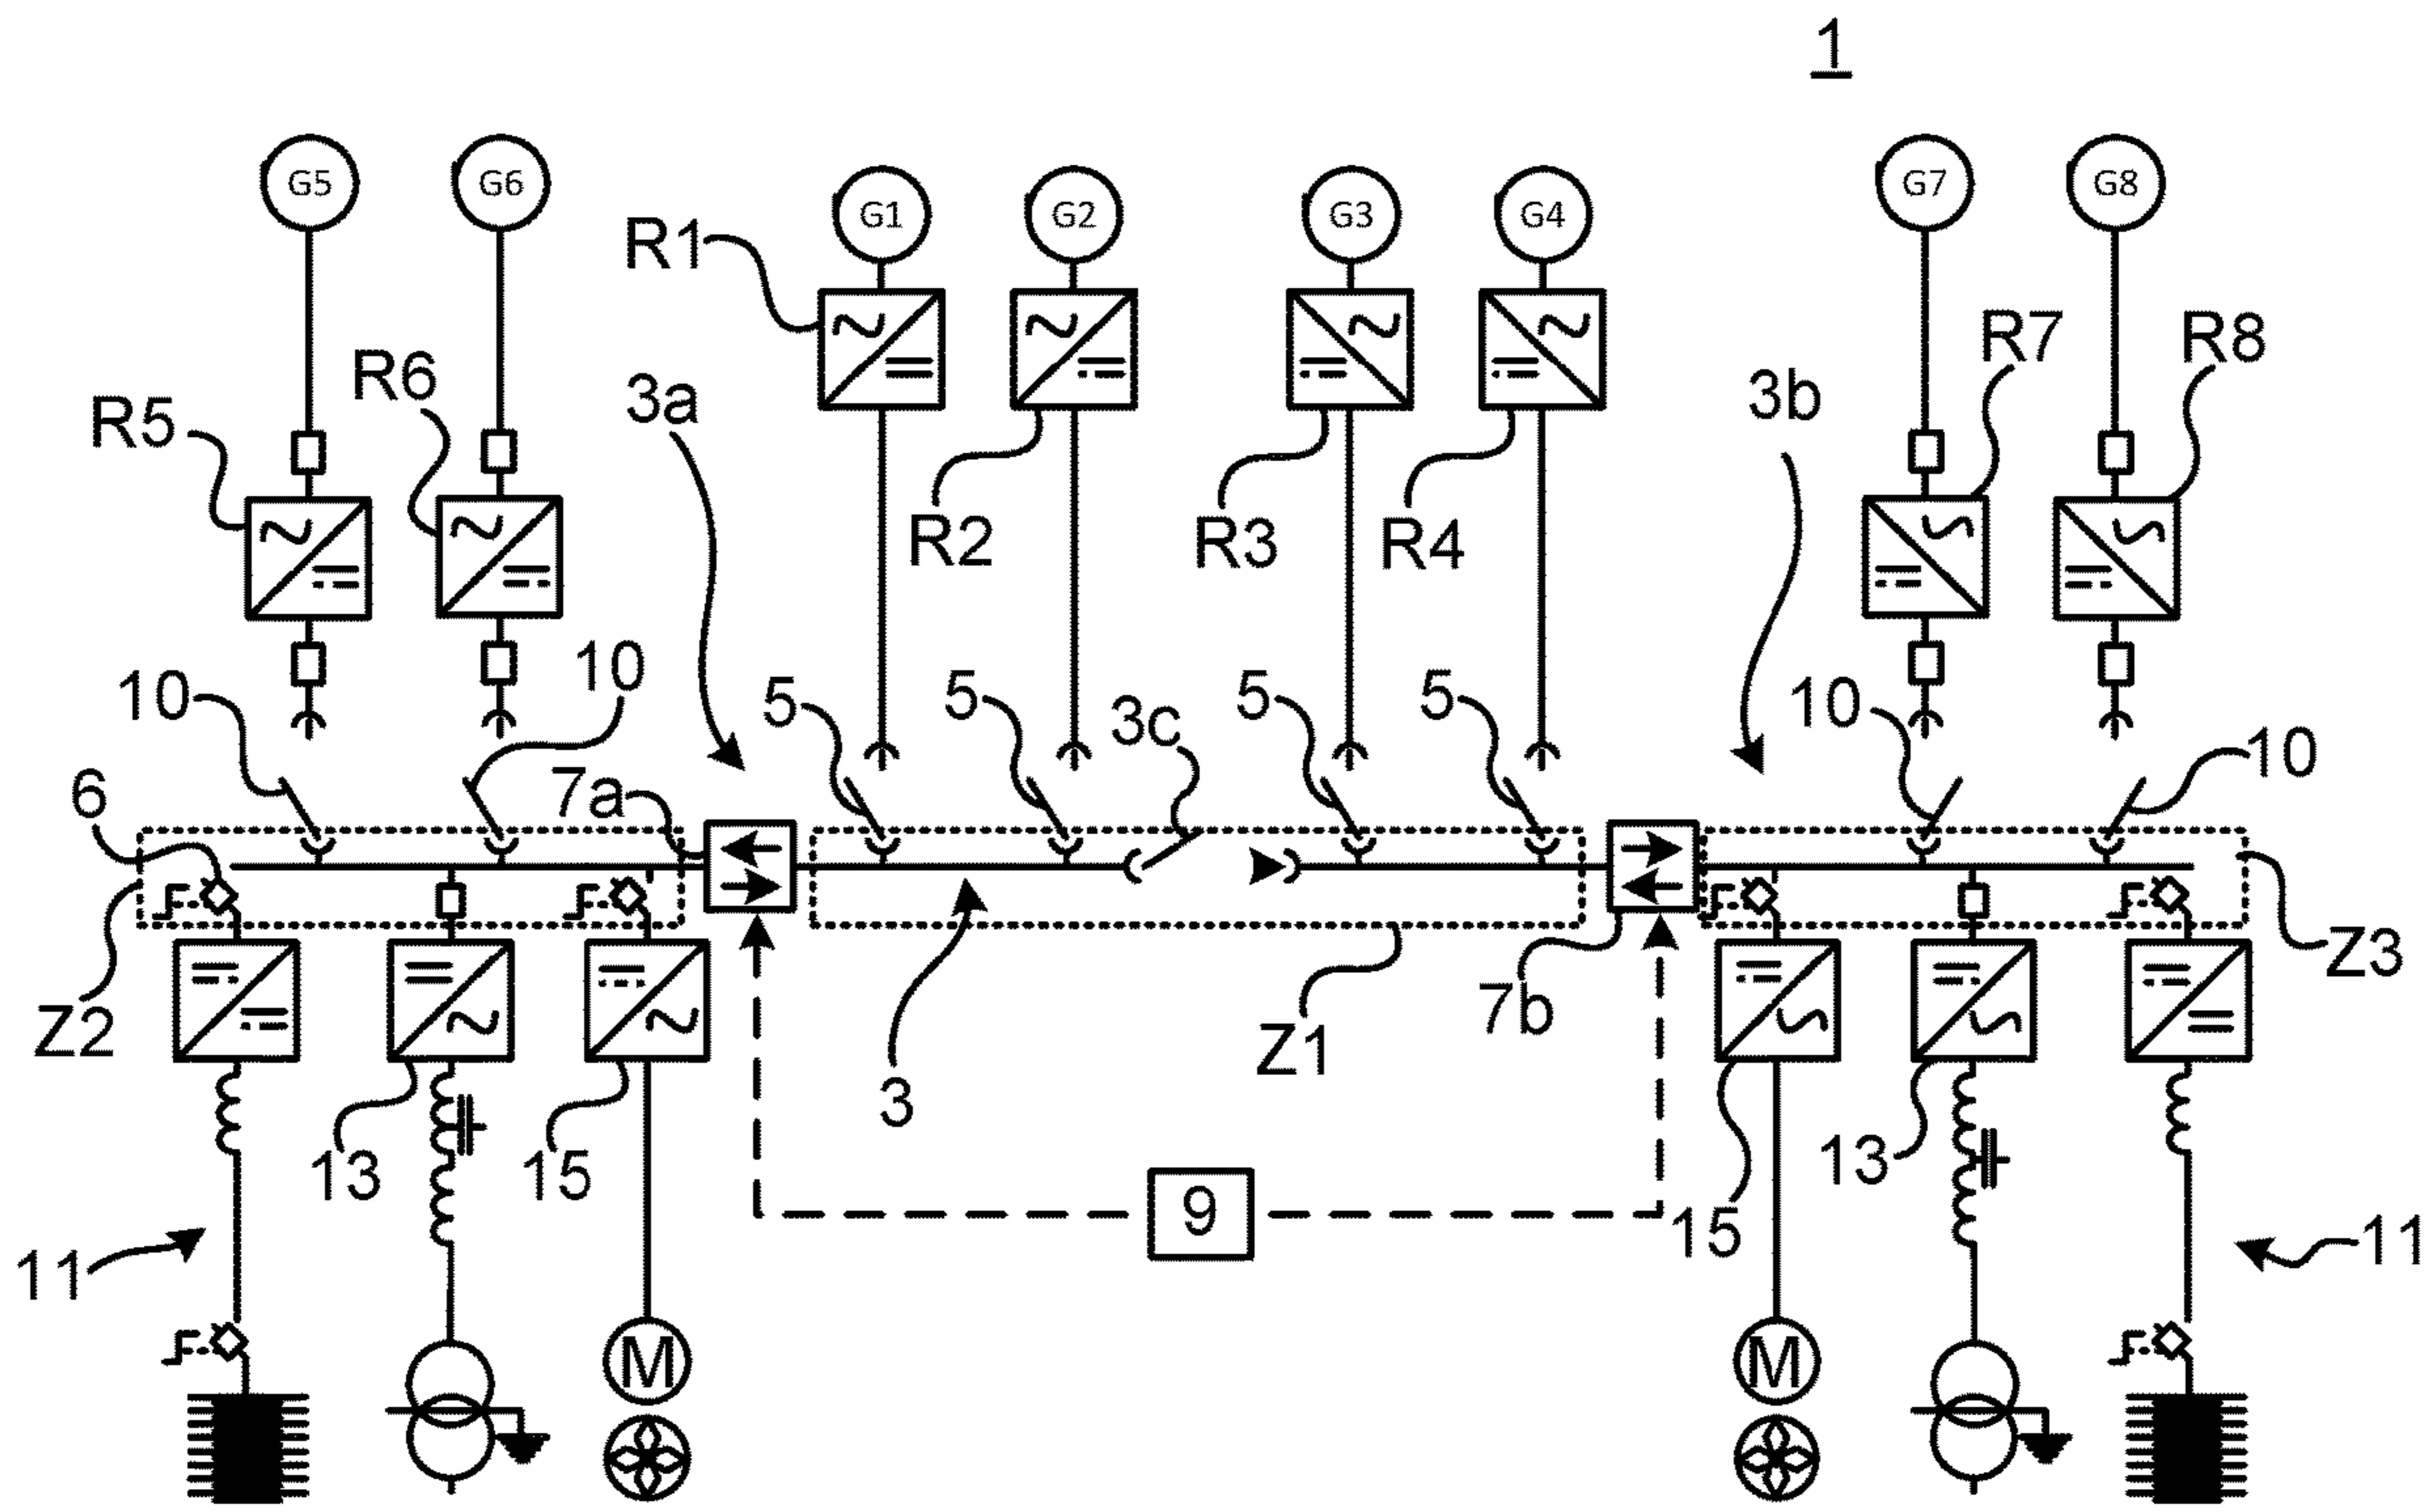 1
G5 G6 G1 G2 G3 G4 G7 G8
R1 R7 R8
R5 R6 3a 3b
R2 R3 R4
10 10 5 5 3c 5 5 10 10
6 7a
Z2 3 Z1 7b Z3
13 15 15 13
11 9 11
M M